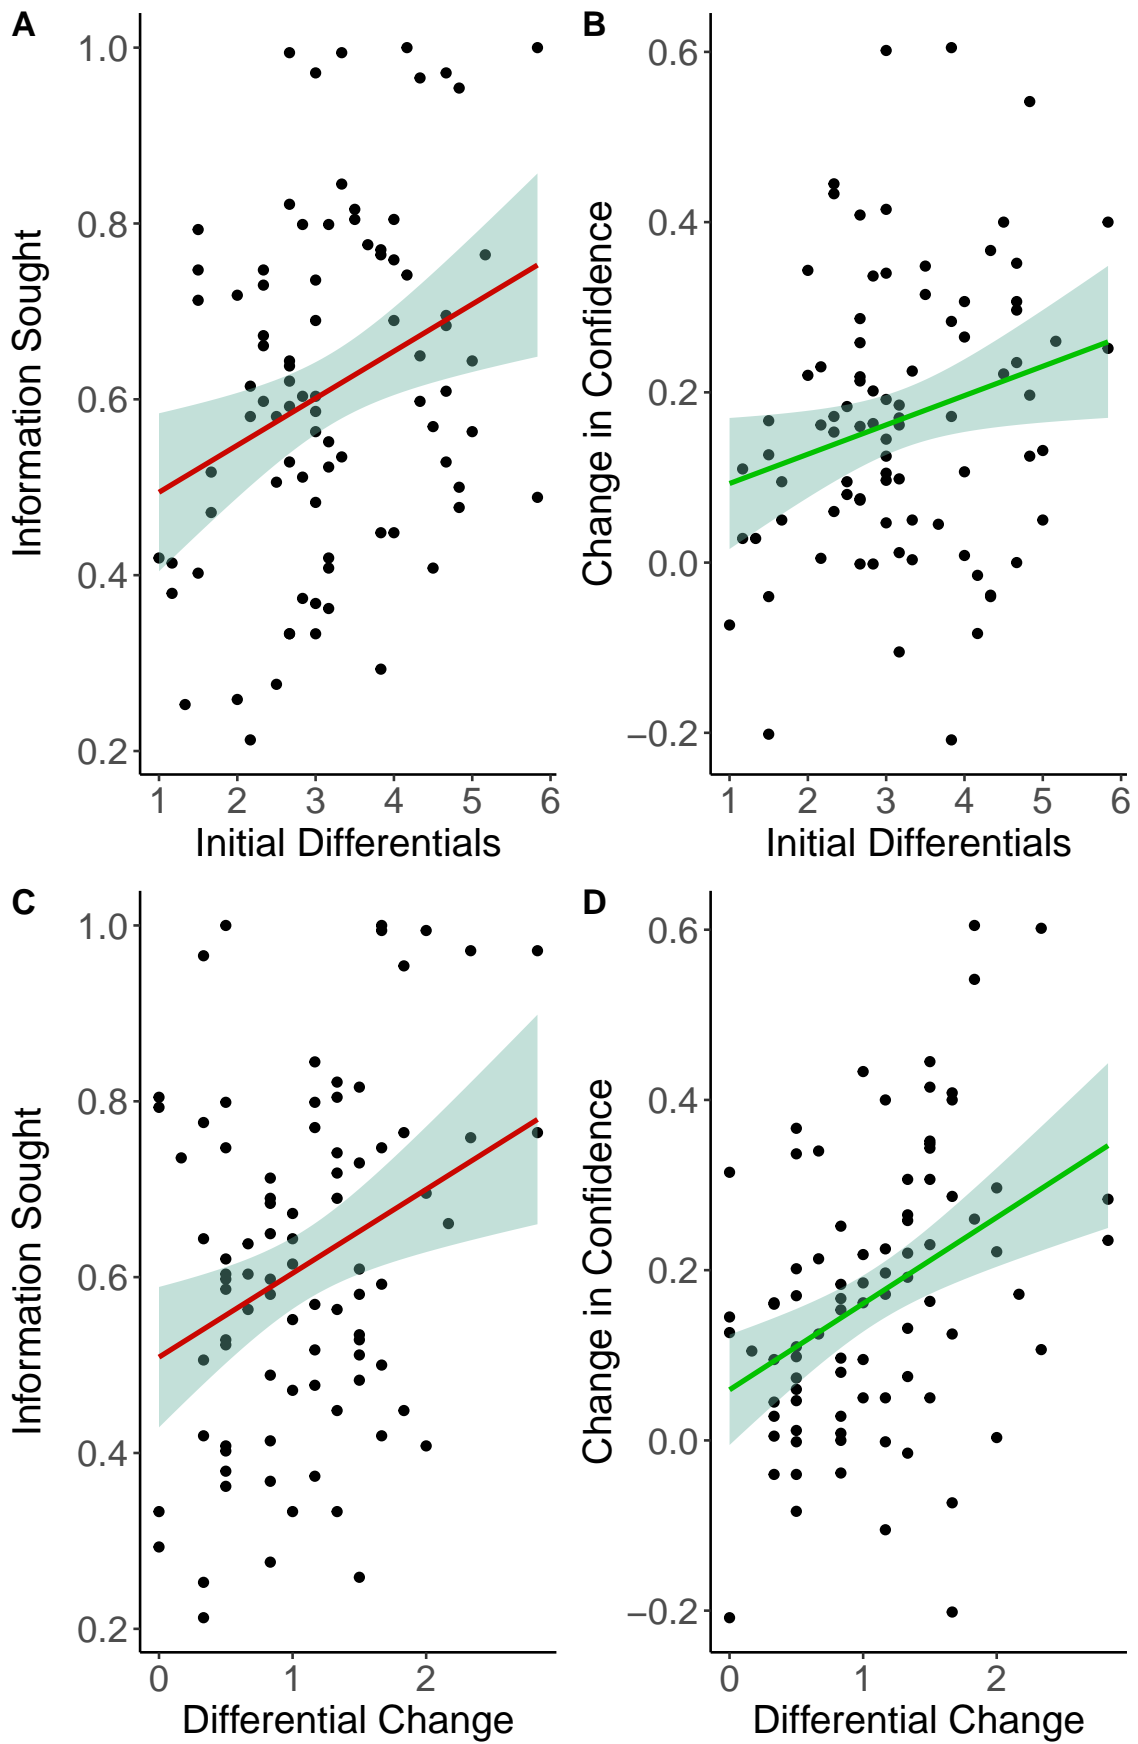 A
B
Information Sought
1.0
0.8
0.6
0.4
0.2
1 2 3 4 5 6
Initial Differentials
Change in Confidence
0.6
0.4
0.2
0.0
−0.2
1 2 3 4 5 6
Initial Differentials
C
D
Information Sought
1.0
0.8
0.6
0.4
0.2
0 1 2
Differential Change
Change in Confidence
0.6
0.4
0.2
0.0
−0.2
0 1 2
Differential Change